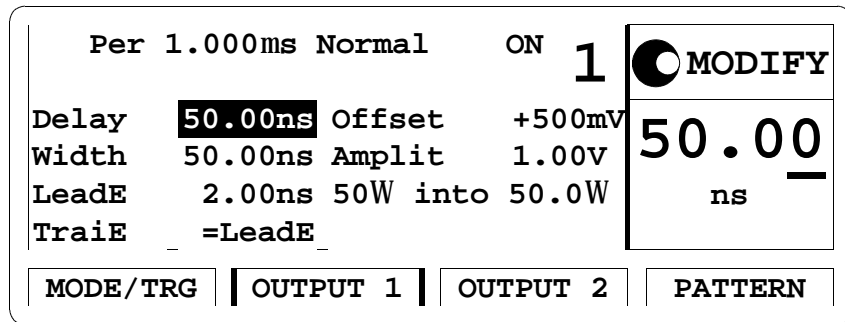 Per 1.000ms Normal ON 1
MODIFY
Delay 50.00ns Offset +500mV
Width 50.00ns Amplit 1.00V
LeadE 2.00ns 50W into 50.0W
TraiE =LeadE
50.00
ns
MODE/TRG OUTPUT 1 OUTPUT 2 PATTERN